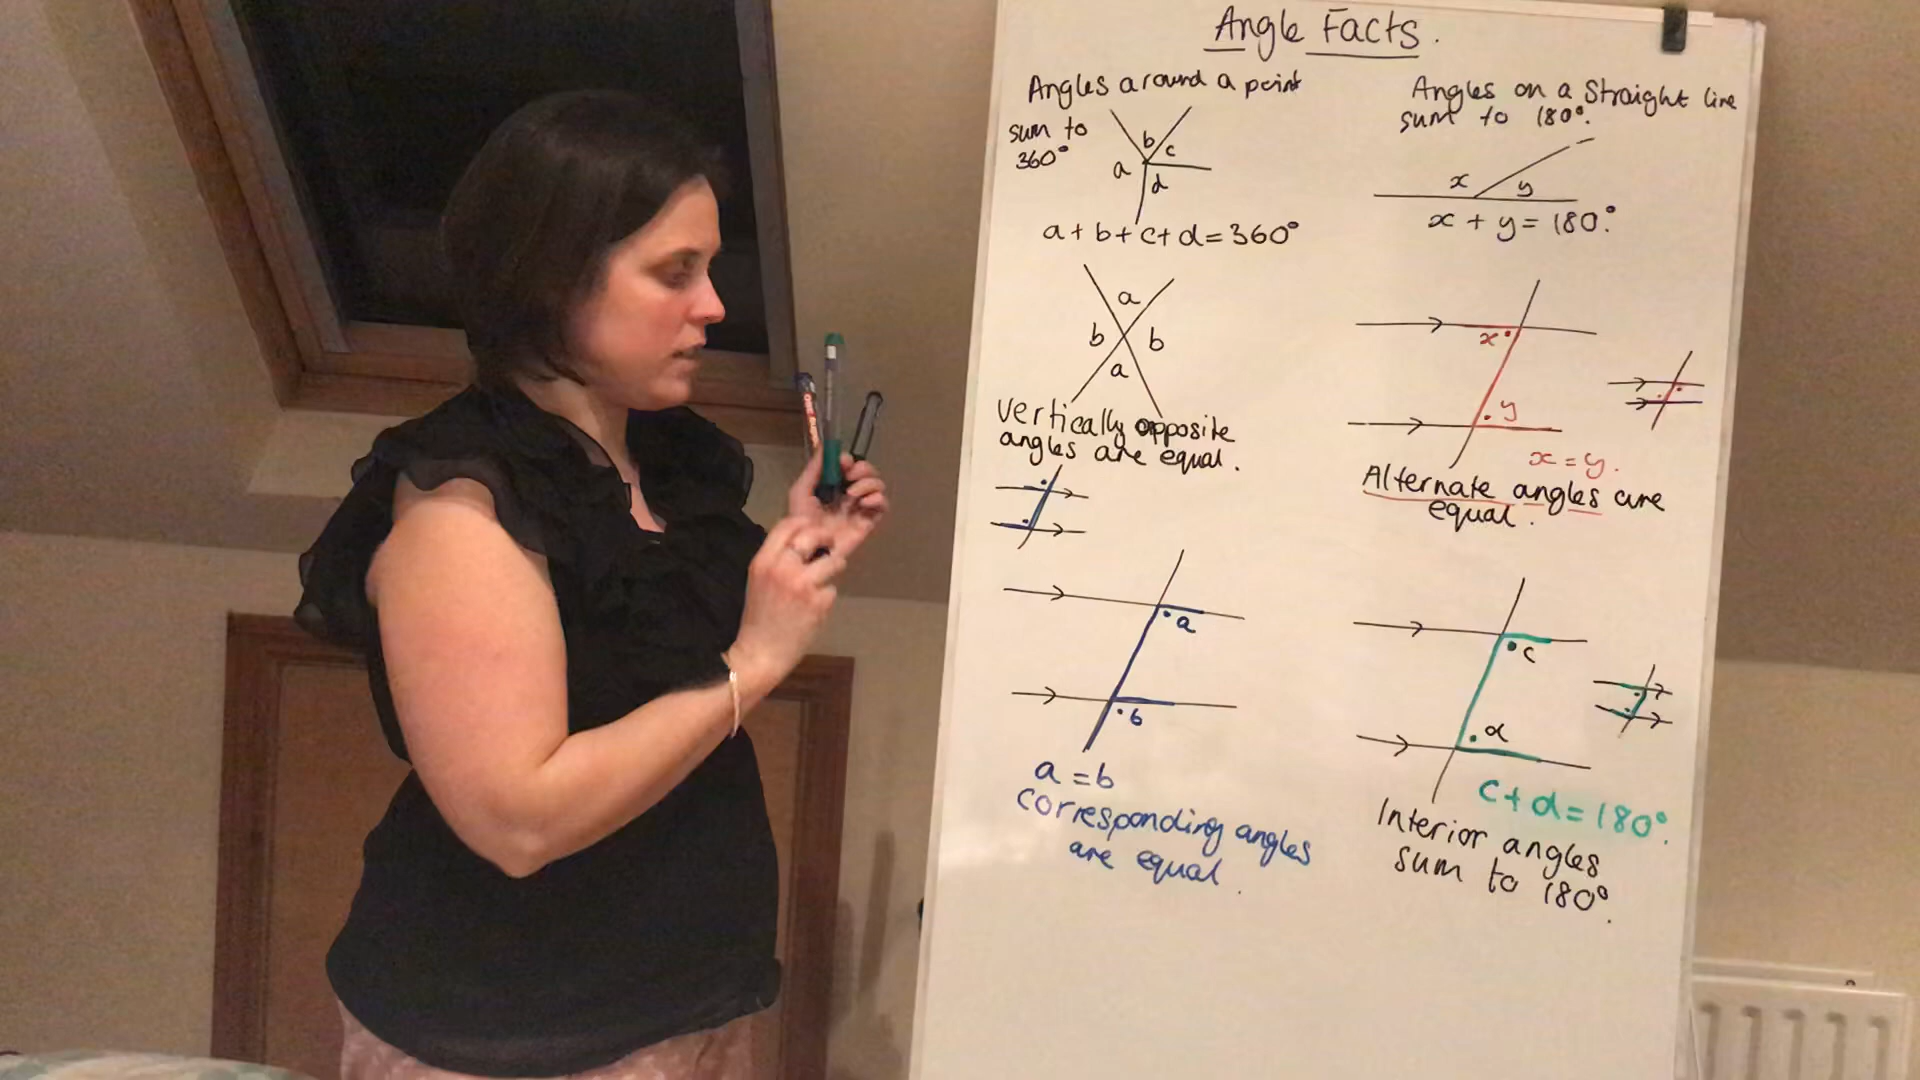 Angle Facts.
Angles around a point
sum to
360°
b
c
a
d
a + b + c + d = 360°
Angles on a Straight line
sum to 180°.
x
y
x + y = 180°.
a
b
b
a
Vertically opposite
angles are equal.
x
y
x = y.
Alternate angles are
equal.
a
b
a = b
corresponding angles
are equal.
c
d
c + d = 180°.
Interior angles
sum to 180°.